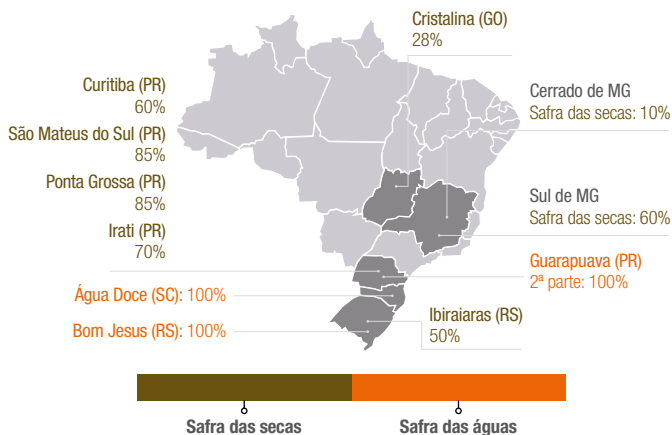 Cristalina (GO)
28%
Curitiba (PR)
60%
São Mateus do Sul (PR)
85%
Ponta Grossa (PR)
85%
Irati (PR)
70%
Água Doce (SC): 100%
Bom Jesus (RS): 100%
Cerrado de MG
Safra das secas: 10%
Sul de MG
Safra das secas: 60%
Guarapuava (PR)
2ª parte: 100%
Ibiraiaras (RS)
50%
Safra das secas
Safra das águas